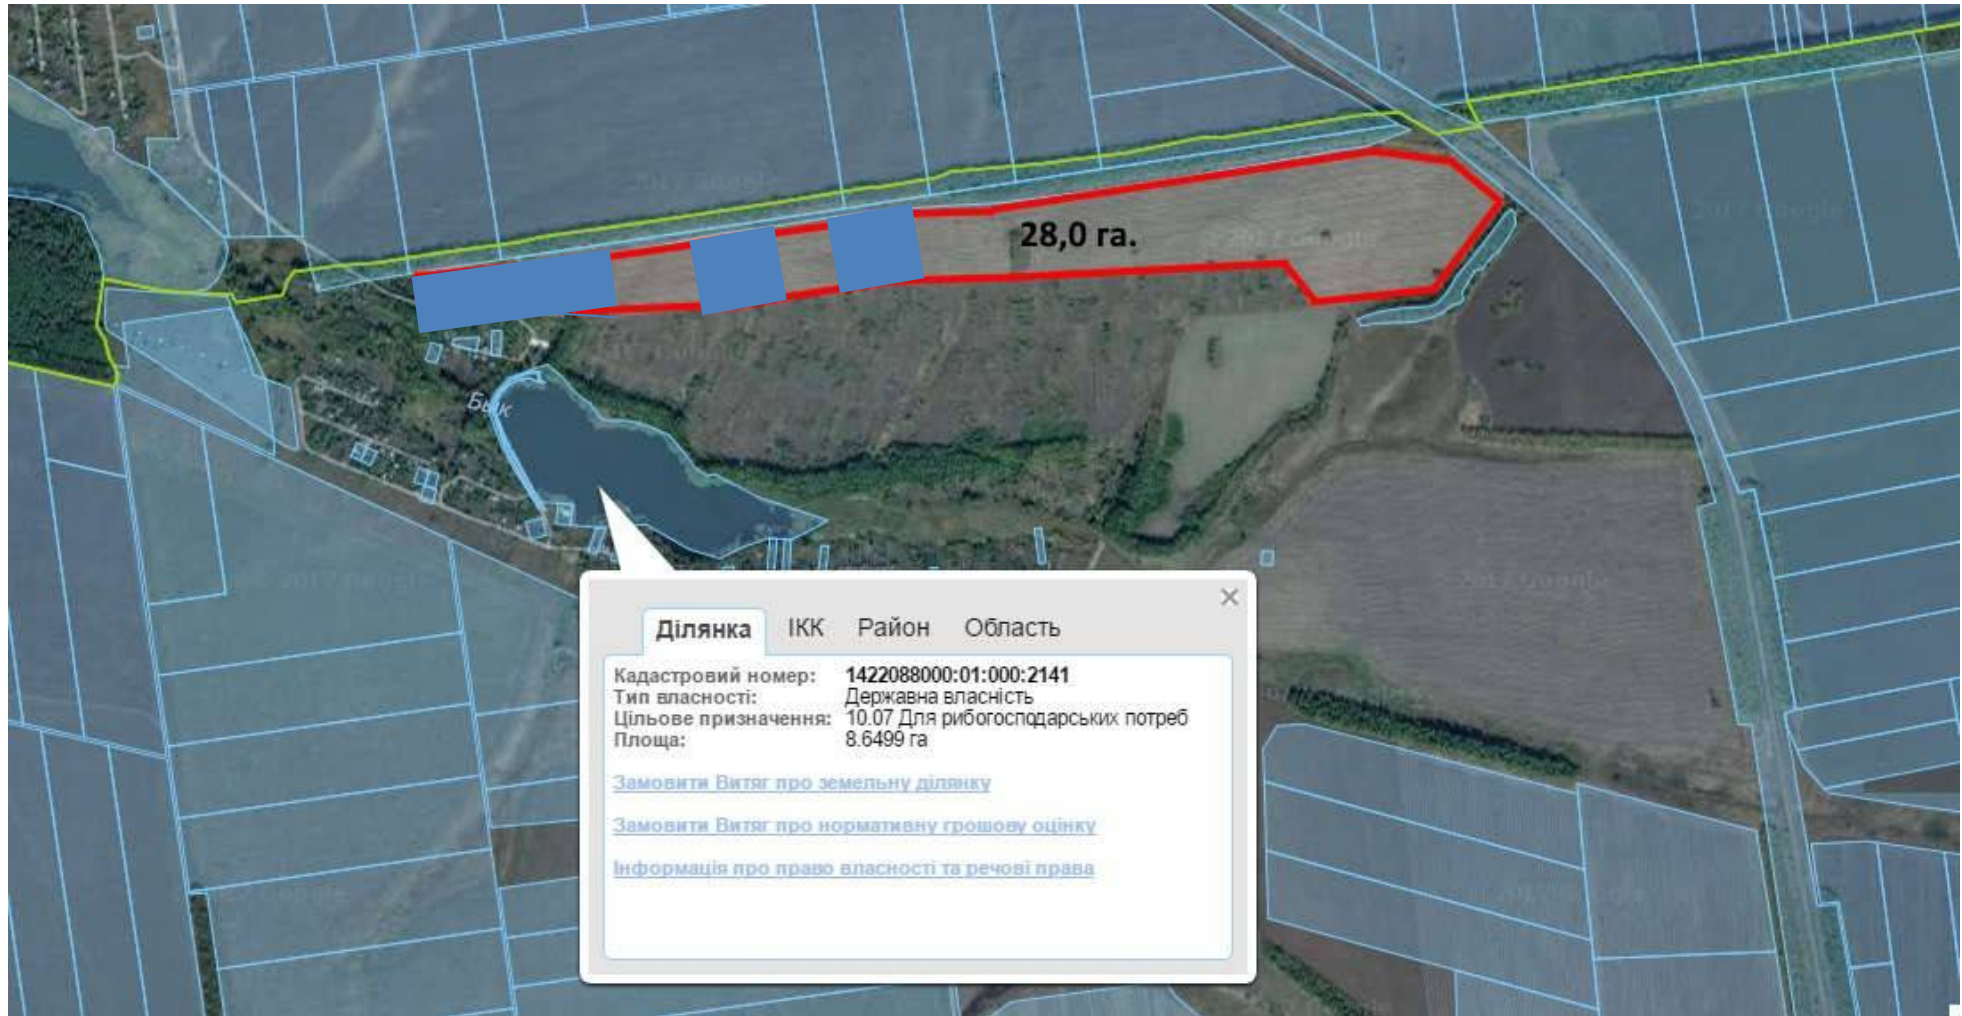 28,0 га.
Бык
Ділянка ІКК Район Область
Кадастровий номер: 1422088000:01:000:2141
Тип власності: Державна власність
Цільове призначення: 10.07 Для рибогосподарських потреб
Площа: 8.6499 га
Замовити Витяг про земельну ділянку
Замовити Витяг про нормативну грошову оцінку
Інформація про право власності та речові права